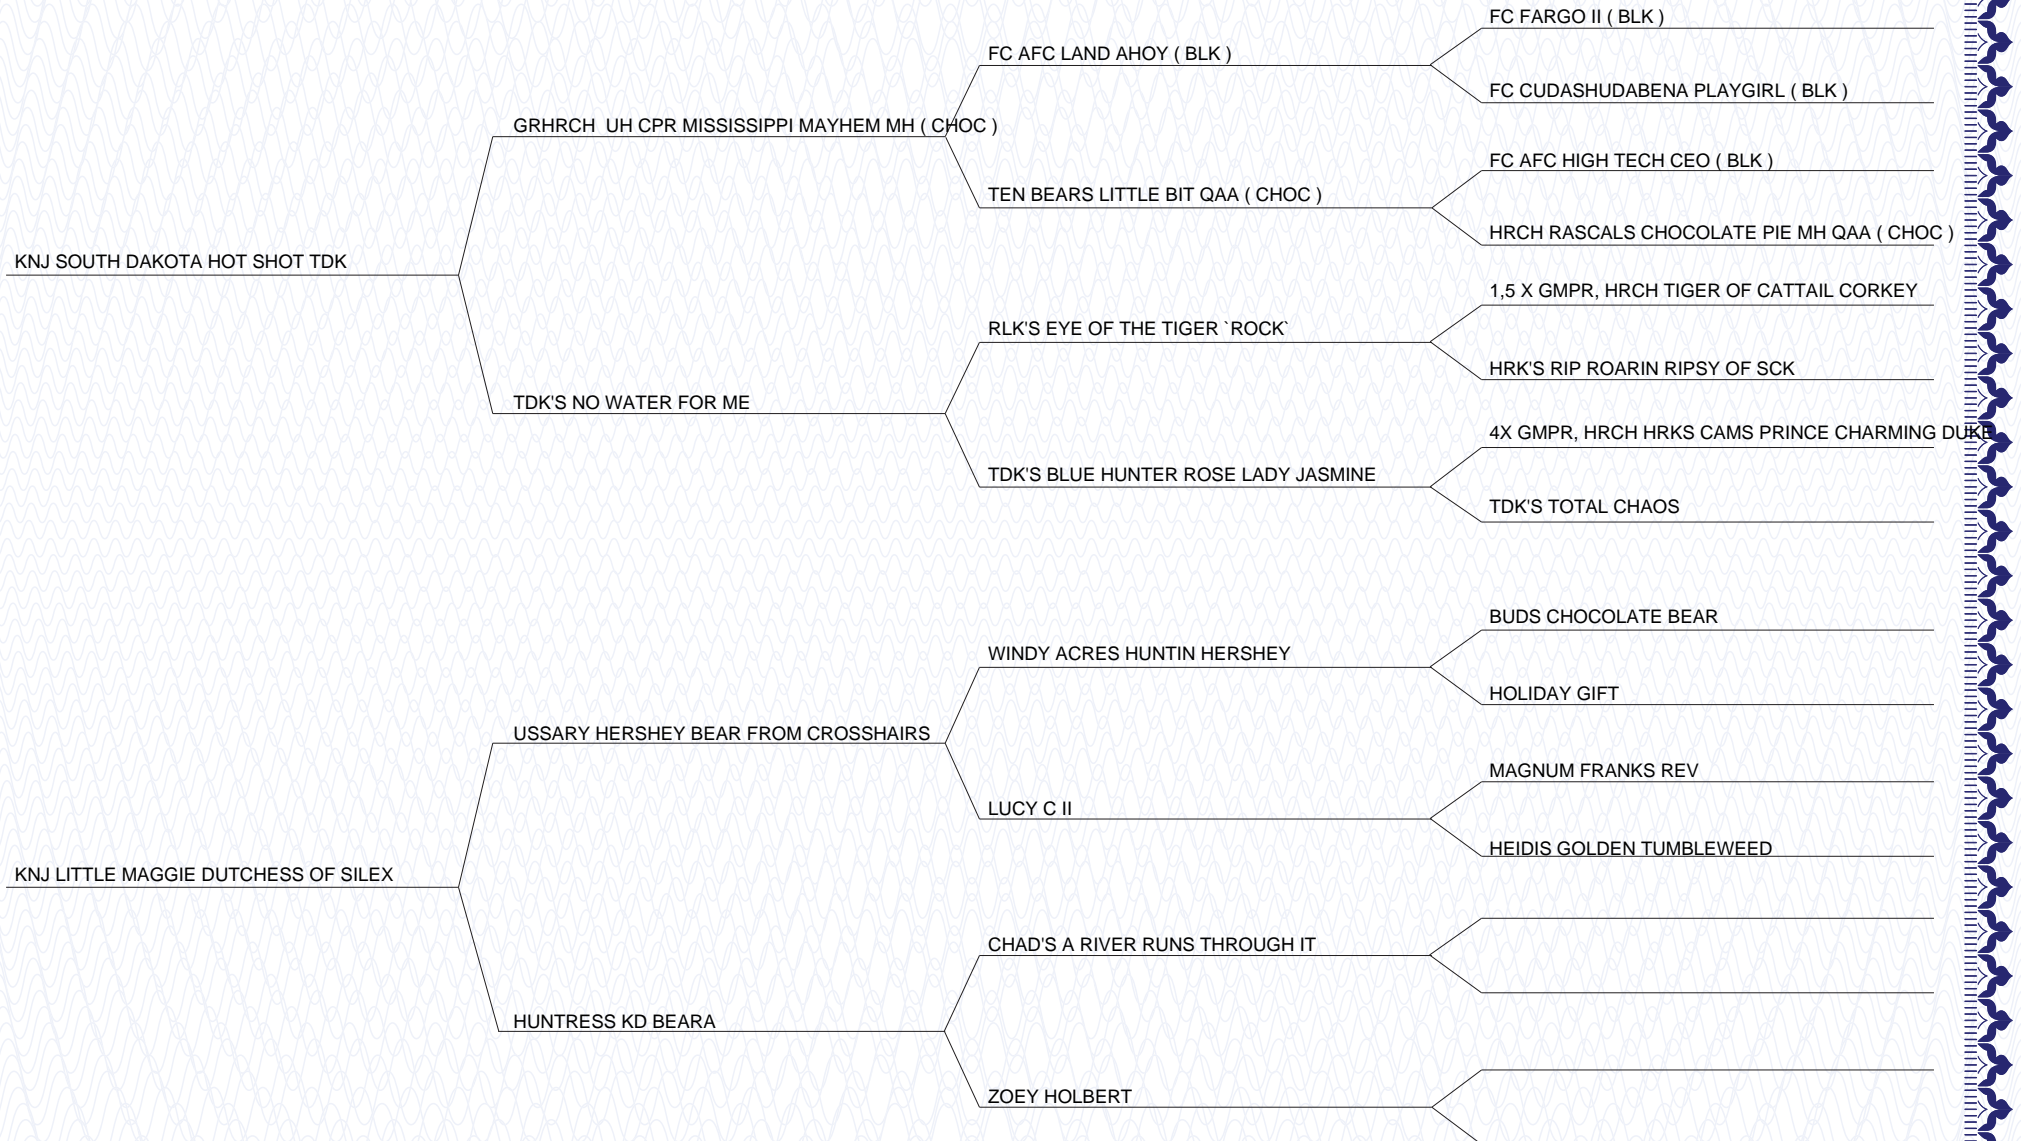 FC FARGO II ( BLK )
FC AFC LAND AHOY ( BLK )
FC CUDASHUDABENA PLAYGIRL ( BLK )
GRHRCH  UH CPR MISSISSIPPI MAYHEM MH ( CHOC )
FC AFC HIGH TECH CEO ( BLK )
TEN BEARS LITTLE BIT QAA ( CHOC )
HRCH RASCALS CHOCOLATE PIE MH QAA ( CHOC )
KNJ SOUTH DAKOTA HOT SHOT TDK
1,5 X GMPR, HRCH TIGER OF CATTAIL CORKEY
RLK'S EYE OF THE TIGER `ROCK`
HRK'S RIP ROARIN RIPSY OF SCK
TDK'S NO WATER FOR ME
4X GMPR, HRCH HRKS CAMS PRINCE CHARMING DUKE
TDK'S BLUE HUNTER ROSE LADY JASMINE
TDK'S TOTAL CHAOS
BUDS CHOCOLATE BEAR
WINDY ACRES HUNTIN HERSHEY
HOLIDAY GIFT
USSARY HERSHEY BEAR FROM CROSSHAIRS
MAGNUM FRANKS REV
LUCY C II
HEIDIS GOLDEN TUMBLEWEED
KNJ LITTLE MAGGIE DUTCHESS OF SILEX
CHAD'S A RIVER RUNS THROUGH IT
HUNTRESS KD BEARA
ZOEY HOLBERT